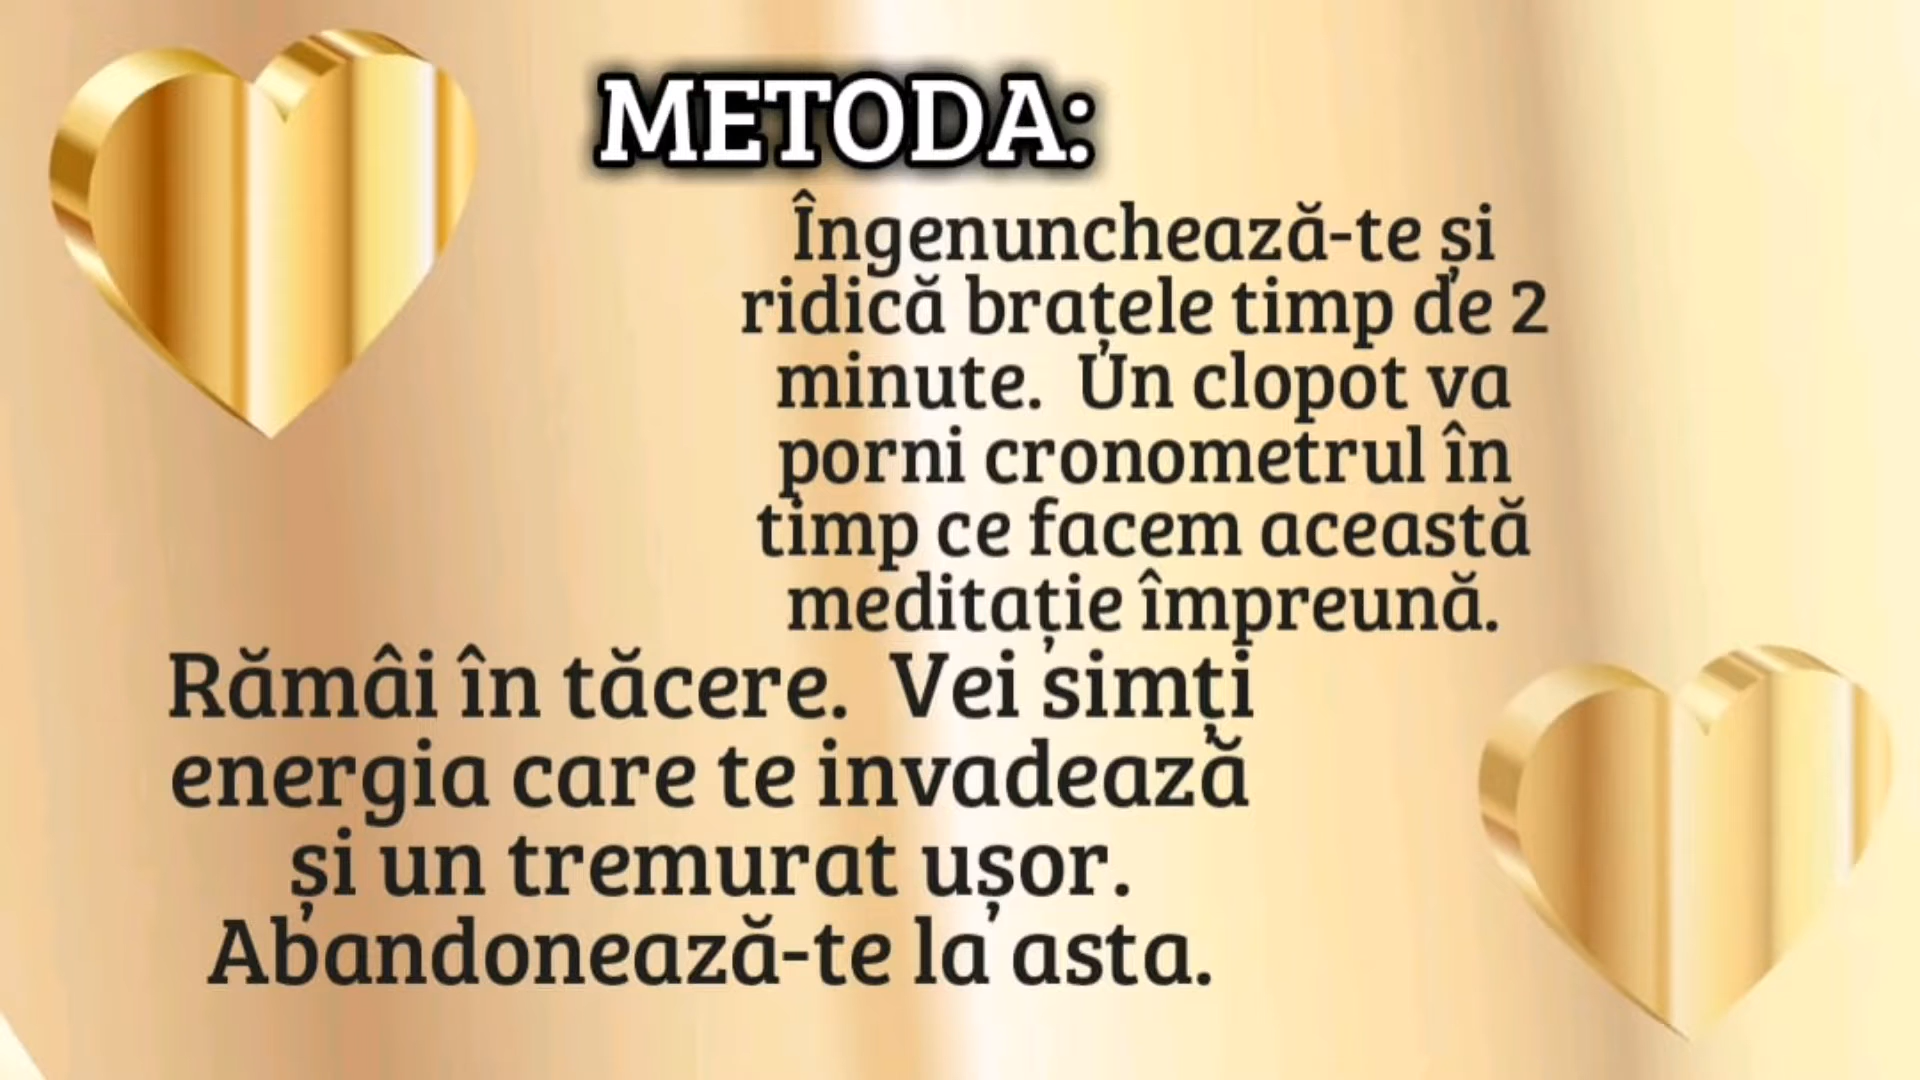 METODA:
Îngenunchează-te și
ridică brațele timp de 2
minute. Un clopot va
porni cronometrul în
timp ce facem această
meditație împreună.
Rămâi în tăcere. Vei simți
energia care te invadează
și un tremurat ușor.
Abandonează-te la asta.